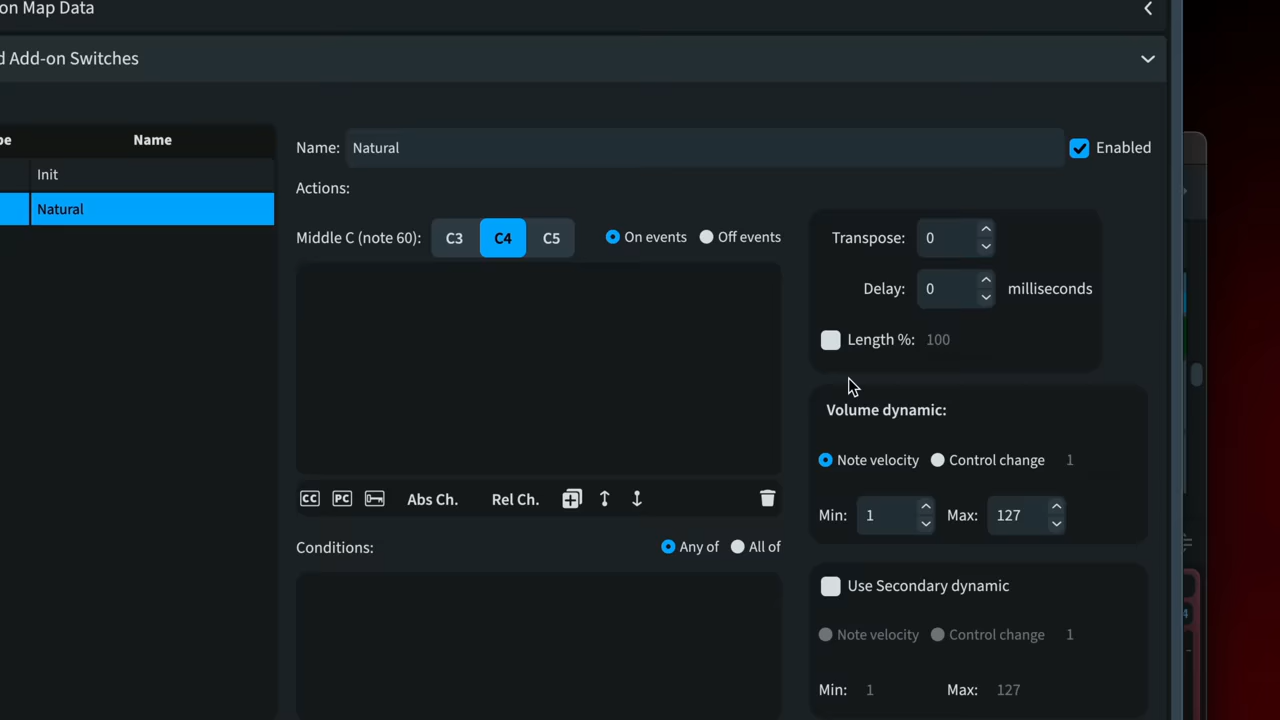 on Map Data
d Add-on Switches
pe Name
Init
Natural
Name: Natural Enabled
Actions:
Middle C (note 60): C3 C4 C5 On events Off events
Transpose: 0
Delay: 0 milliseconds
Length %: 100
Volume dynamic:
Note velocity Control change 1
Min: 1 Max: 127
CC PC Abs Ch. Rel Ch.
Conditions: Any of All of
Use Secondary dynamic
Note velocity Control change 1
Min: 1 Max: 127
4